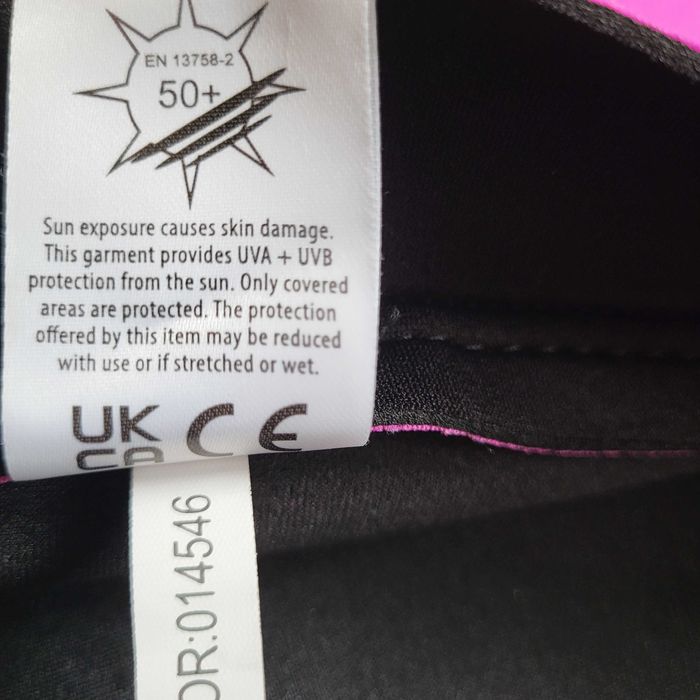 EN 13758-2
50+
Sun exposure causes skin damage.
This garment provides UVA + UVB
protection from the sun. Only covered
areas are protected. The protection
offered by this item may be reduced
with use or if stretched or wet.
UK CE
CA
OR:014546